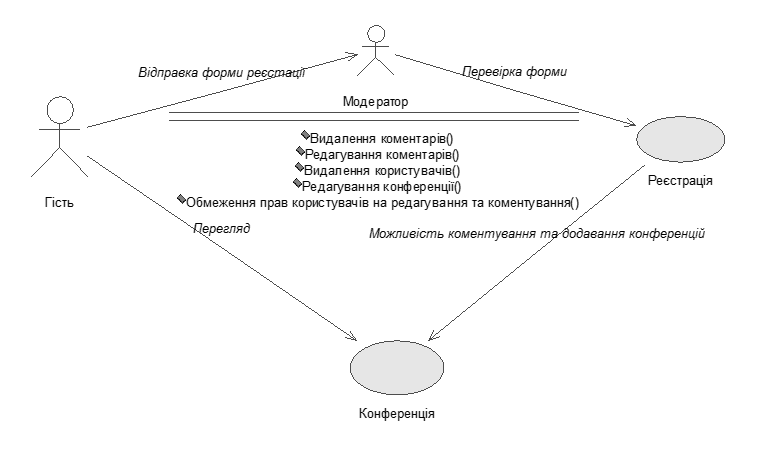 Відправка форми реєстації
Перевірка форми
Модератор
Видалення коментарів()
Редагування коментарів()
Видалення користувачів()
Редагування конференції()
Обмеження прав користувачів на редагування та коментування()
Гість
Реєстрація
Перегляд
Можливість коментування та додавання конференцій
Конференція